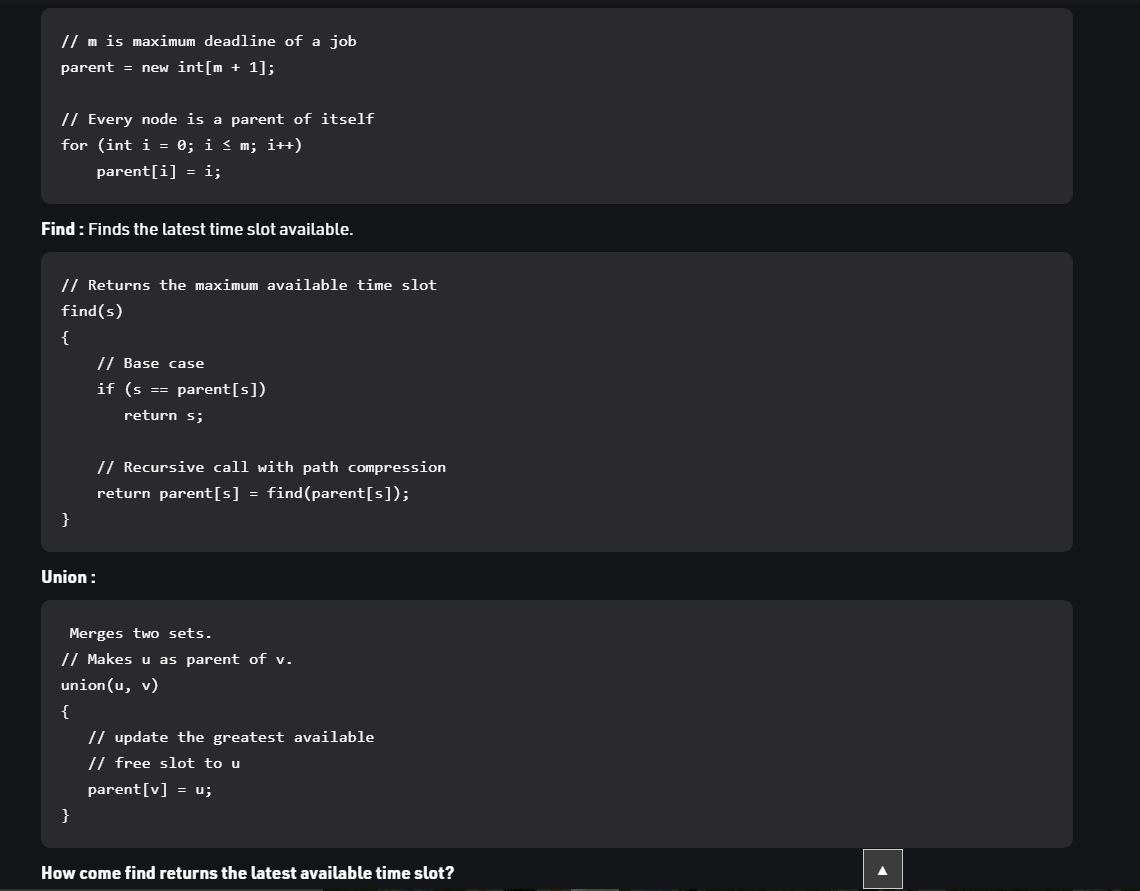 // m is maximum deadline of a job
parent = new int[m + 1];
// Every node is a parent of itself
for (int i = 0; i ≤ m; i++)
parent[i] = i;
Find : Finds the latest time slot available.
// Returns the maximum available time slot
find(s)
{
// Base case
if (s == parent[s])
return s;
// Recursive call with path compression
return parent[s] = find(parent[s]);
}
Union :
Merges two sets.
// Makes u as parent of v.
union(u, v)
{
// update the greatest available
// free slot to u
parent[v] = u;
}
How come find returns the latest available time slot?